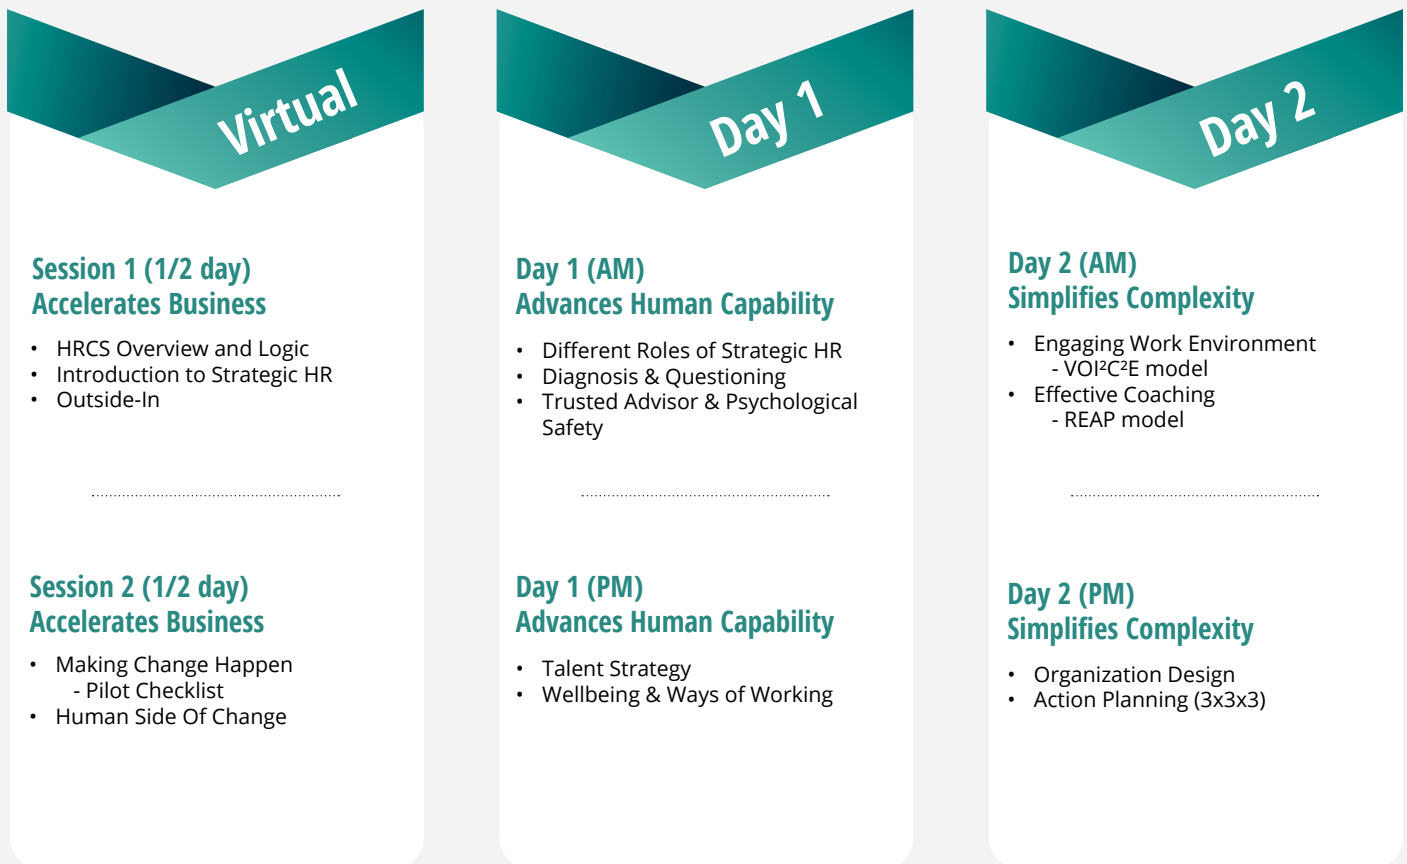 Virtual
Session 1 (1/2 day)
Accelerates Business
• HRCS Overview and Logic
• Introduction to Strategic HR
• Outside-In
Session 2 (1/2 day)
Accelerates Business
• Making Change Happen
- Pilot Checklist
• Human Side Of Change
Day 1
Day 1 (AM)
Advances Human Capability
• Different Roles of Strategic HR
• Diagnosis & Questioning
• Trusted Advisor & Psychological
Safety
Day 1 (PM)
Advances Human Capability
• Talent Strategy
• Wellbeing & Ways of Working
Day 2
Day 2 (AM)
Simplifies Complexity
• Engaging Work Environment
- VOI²C²E model
• Effective Coaching
- REAP model
Day 2 (PM)
Simplifies Complexity
• Organization Design
• Action Planning (3x3x3)